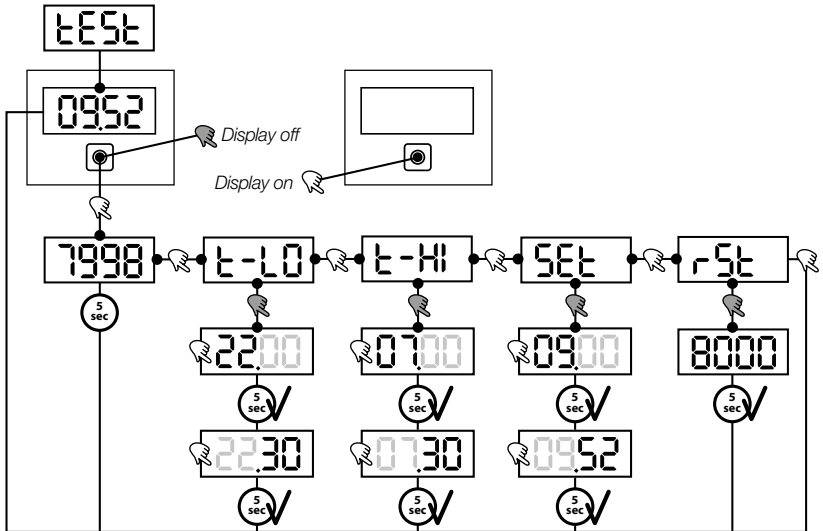 tESt
09.52
Display off
Display on
7998 t-LO t-HI SEt rSt
5 sec
22.00 07.00 09.00 8000
5 sec 5 sec 5 sec 5 sec
22.30 07.30 09.52
5 sec 5 sec 5 sec